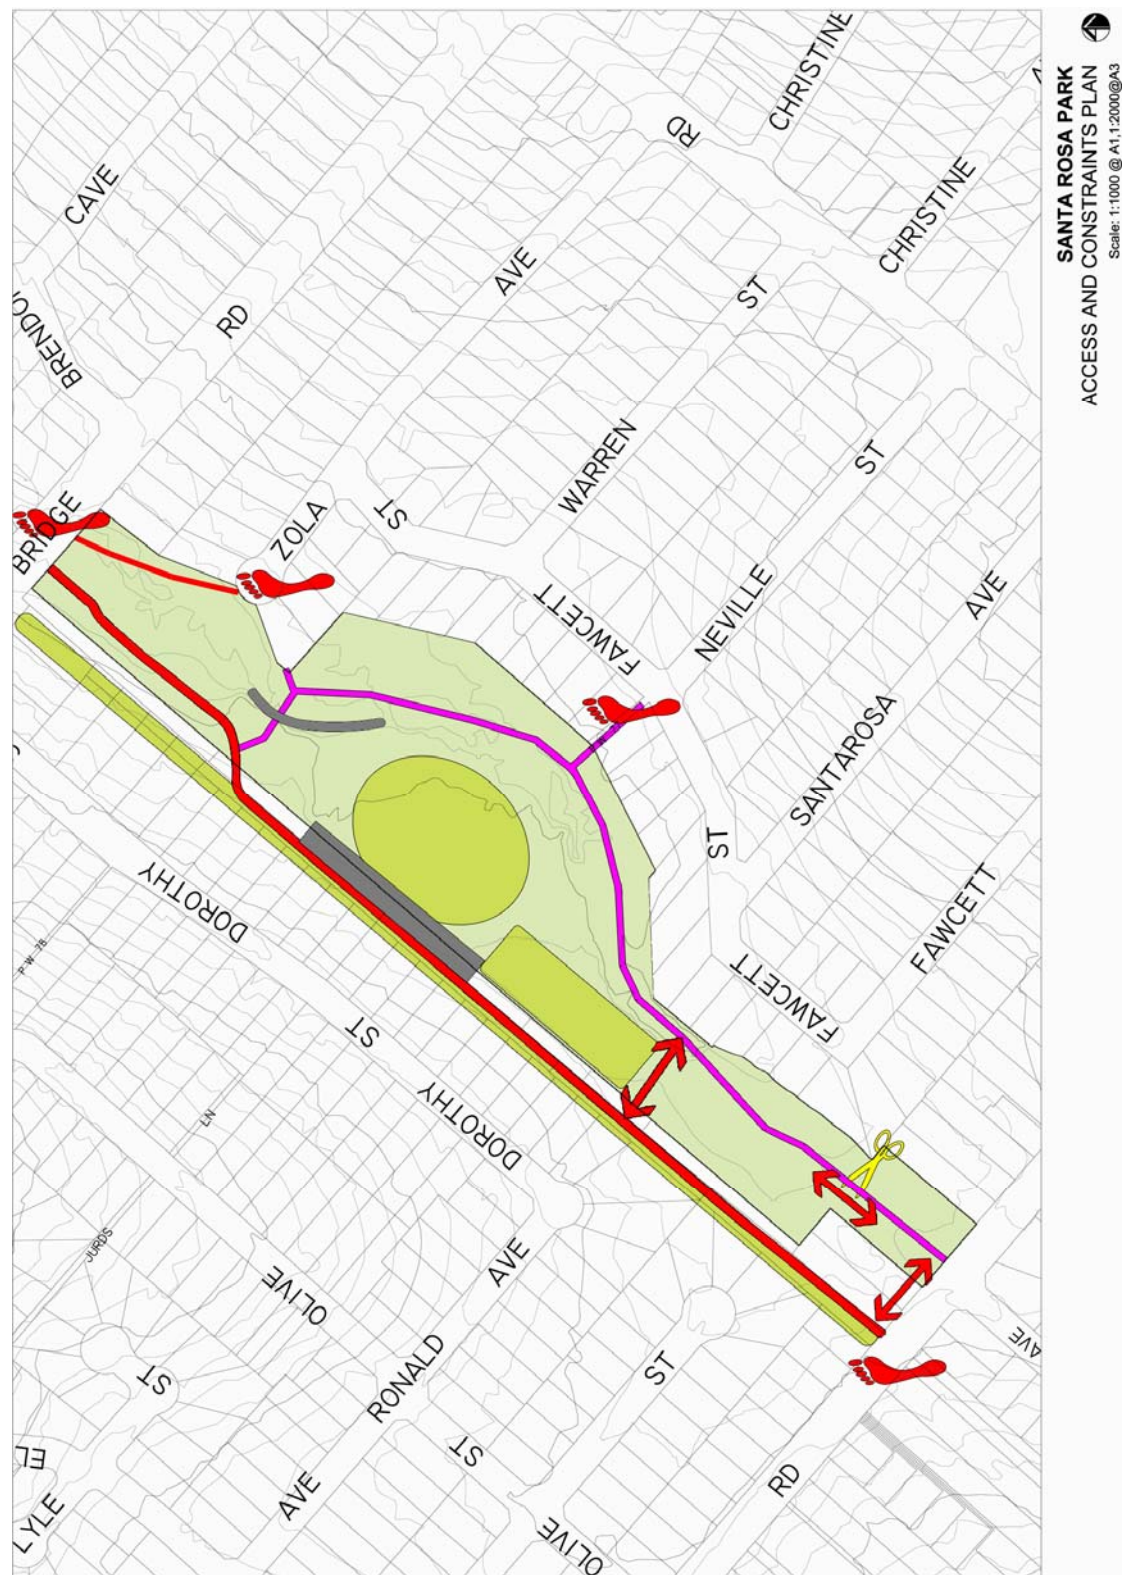 SANTA ROSA PARK
ACCESS AND CONSTRAINTS PLAN
Scale: 1:1000 @ A1,1:2000@A3
CHRISTINE
RD
CAVE
CHRISTINE
AVE
ST
RD
WARREN
ST
BRIDGE
ZOLA
ST
FAWCETT
NEVILLE
AVE
SANTAROSA
ST
DOROTHY
FAWCETT
FAWCETT
ST
LN
DOROTHY
JURDS
AVE
OLIVE
AVE
ST
RONALD
ST
ST
EL
AVE
RD
LYLE
OLIVE